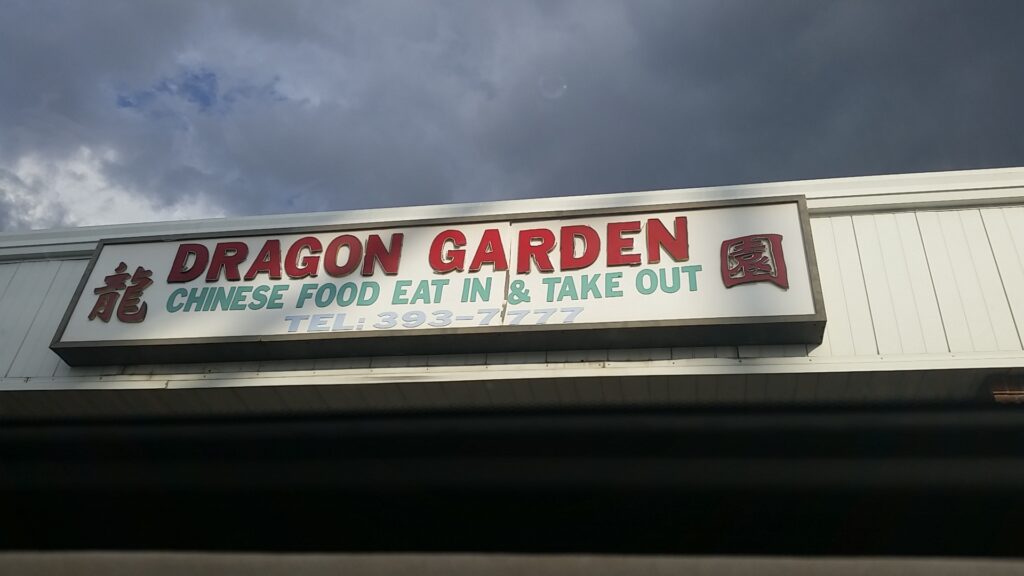 龍
DRAGON GARDEN
CHINESE FOOD EAT IN & TAKE OUT
TEL: 393-7777
園